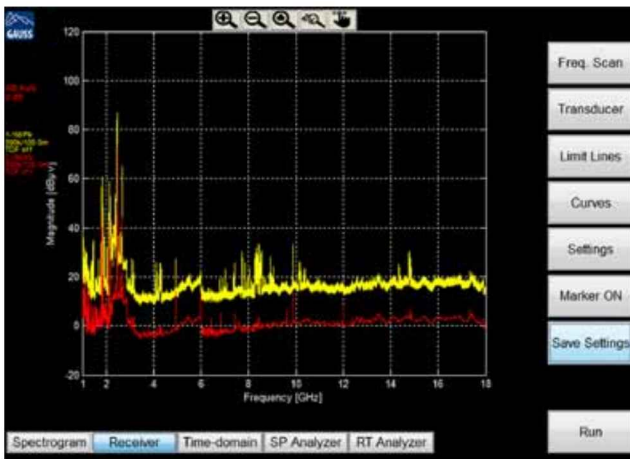 GAUSS
120
100
80
60
40
20
0
-20
Magnitude [dBµV]
1 2 4 6 8 10 12 14 16 18
Frequency [GHz]
Freq. Scan
Transducer
Limit Lines
Curves
Settings
Marker ON
Save Settings
Run
Spectrogram Receiver Time-domain SP Analyzer RT Analyzer